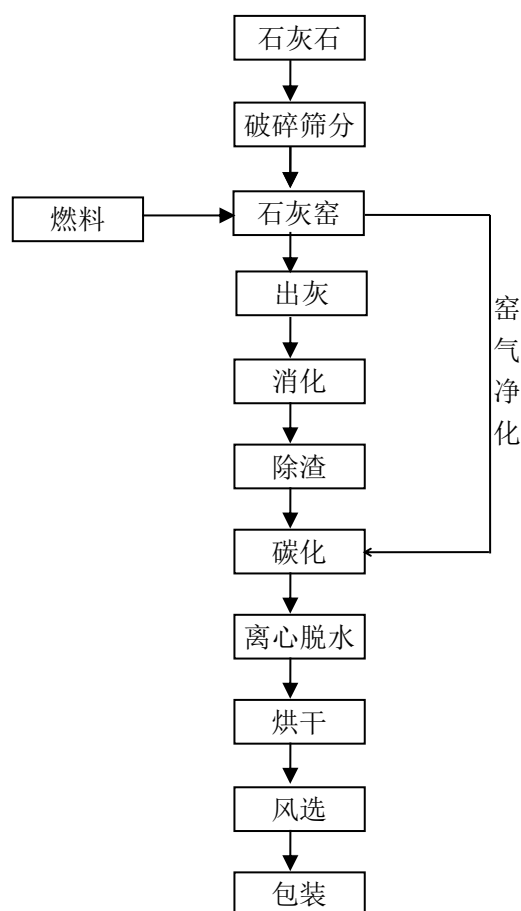 石灰石
破碎筛分
燃料
石灰窑
出灰
窑气净化
消化
除渣
碳化
离心脱水
烘干
风选
包装